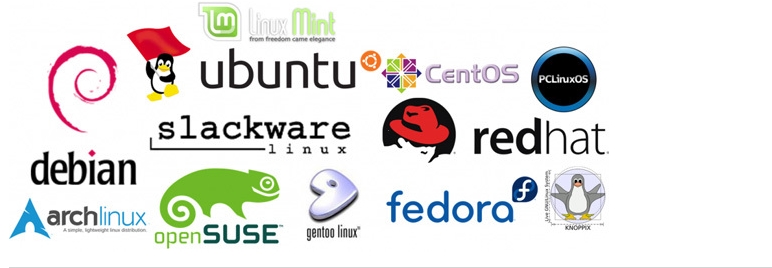 Linux Mint
from freedom came elegance
ubuntu
CentOS
PCLinuxOS
slackware
linux
redhat.
debian
archlinux
A simple, lightweight linux distribution.
openSUSE™
gentoo linux
fedora
KNOPPIX